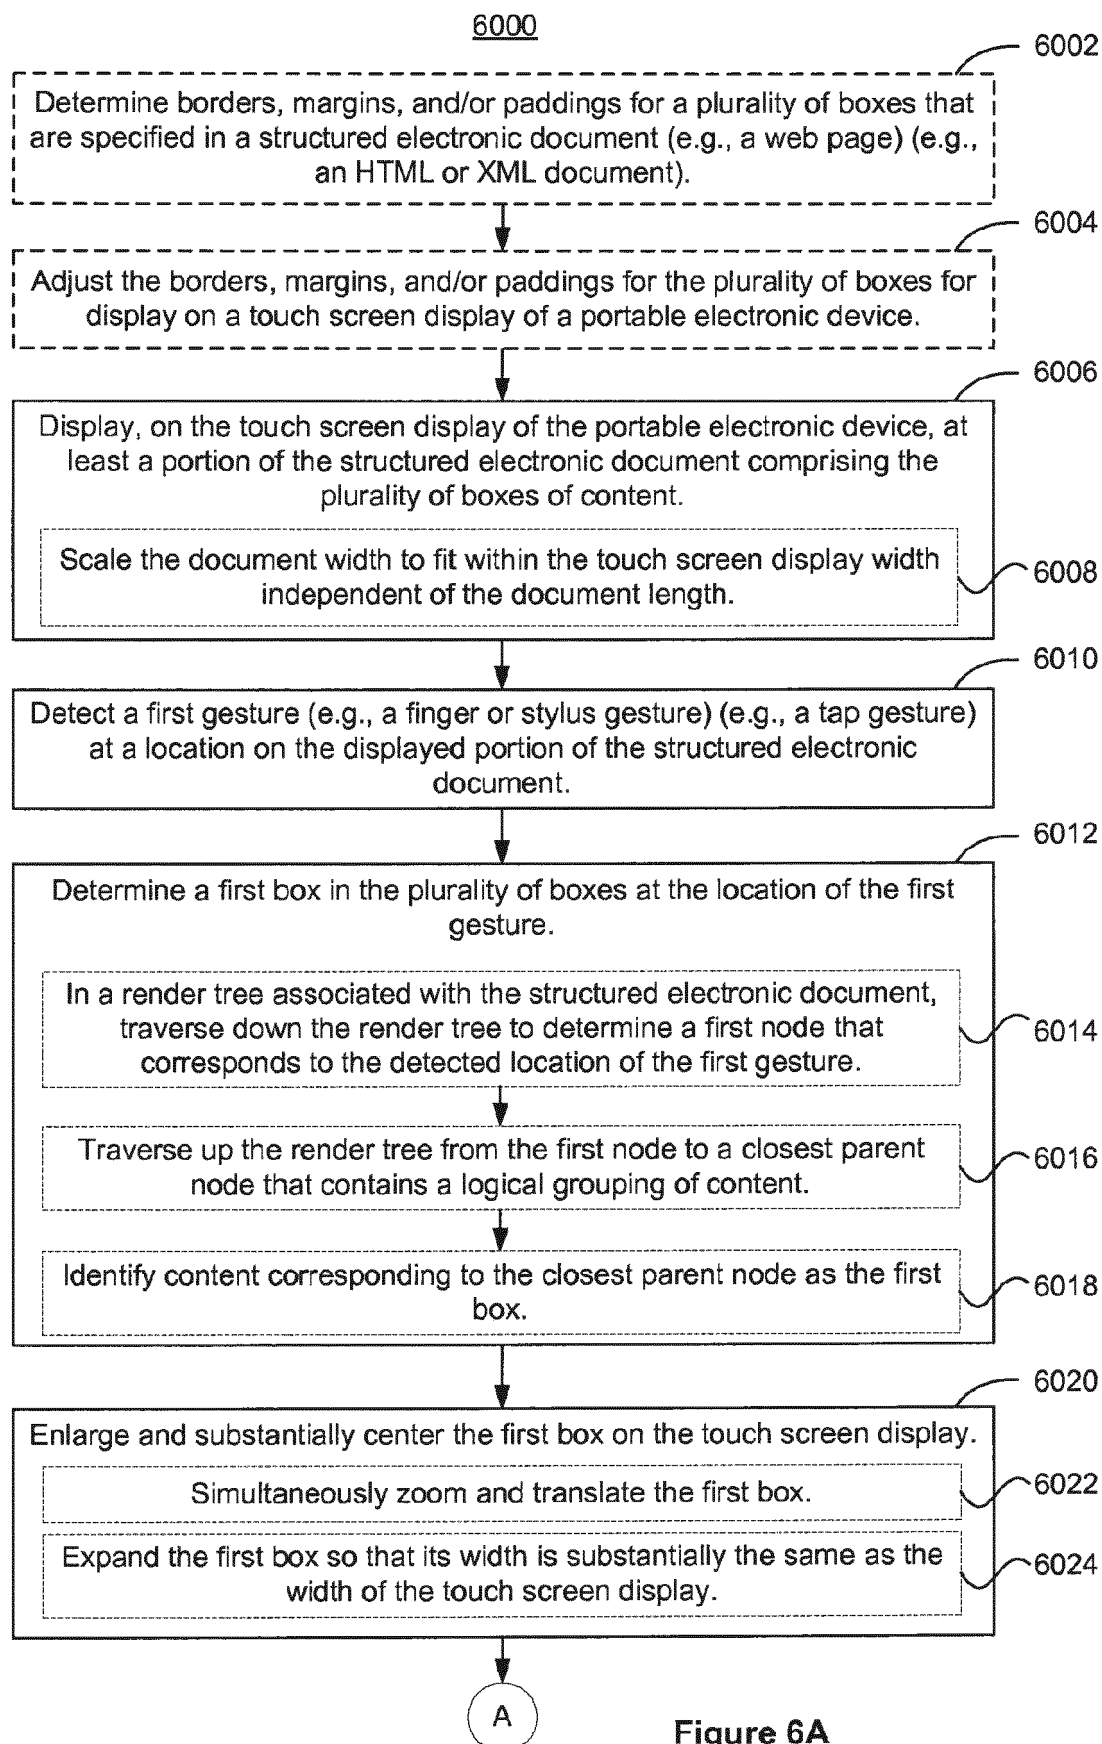 6000
6002
Determine borders, margins, and/or paddings for a plurality of boxes that
are specified in a structured electronic document (e.g., a web page) (e.g.,
an HTML or XML document).
6004
Adjust the borders, margins, and/or paddings for the plurality of boxes for
display on a touch screen display of a portable electronic device.
6006
Display, on the touch screen display of the portable electronic device, at
least a portion of the structured electronic document comprising the
plurality of boxes of content.
Scale the document width to fit within the touch screen display width
independent of the document length.
6008
6010
Detect a first gesture (e.g., a finger or stylus gesture) (e.g., a tap gesture)
at a location on the displayed portion of the structured electronic
document.
6012
Determine a first box in the plurality of boxes at the location of the first
gesture.
In a render tree associated with the structured electronic document,
traverse down the render tree to determine a first node that
corresponds to the detected location of the first gesture.
6014
Traverse up the render tree from the first node to a closest parent
node that contains a logical grouping of content.
6016
Identify content corresponding to the closest parent node as the first
box.
6018
6020
Enlarge and substantially center the first box on the touch screen display.
Simultaneously zoom and translate the first box.
6022
Expand the first box so that its width is substantially the same as the
width of the touch screen display.
6024
A
Figure 6A